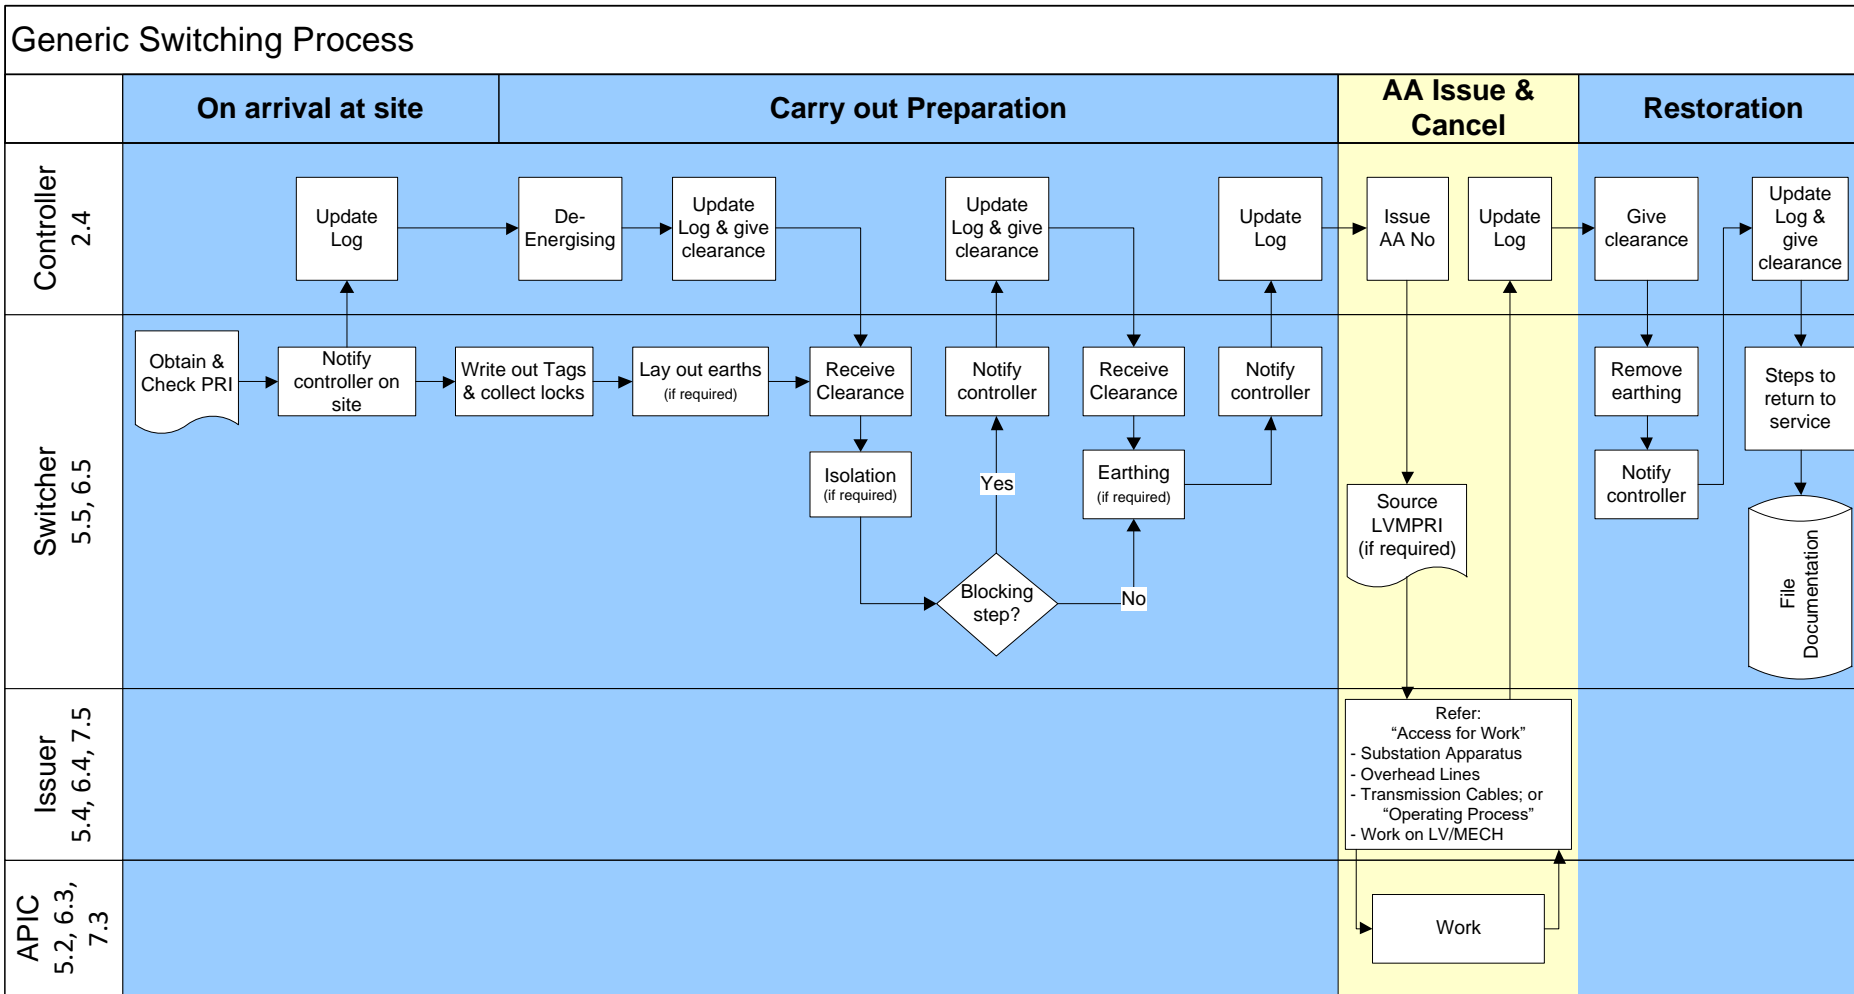 Generic Switching Process
On arrival at site
Carry out Preparation
AA Issue &
Cancel
Restoration
Controller
2.4
Update
Log
De-
Energising
Update
Log & give
clearance
Update
Log & give
clearance
Update
Log
Issue
AA No
Update
Log
Give
clearance
Update
Log &
give
clearance
Switcher
5.5, 6.5
Obtain &
Check PRI
Notify
controller on
site
Write out Tags
& collect locks
Lay out earths
(if required)
Receive
Clearance
Isolation
(if required)
Notify
controller
Yes
Blocking
step?
No
Receive
Clearance
Earthing
(if required)
Notify
controller
Source
LVMPRI
(if required)
Remove
earthing
Notify
controller
Steps to
return to
service
File
Documentation
Issuer
5.4, 6.4, 7.5
Refer:
“Access for Work”
- Substation Apparatus
- Overhead Lines
- Transmission Cables; or
“Operating Process”
- Work on LV/MECH
APIC
5.2, 6.3,
7.3
Work